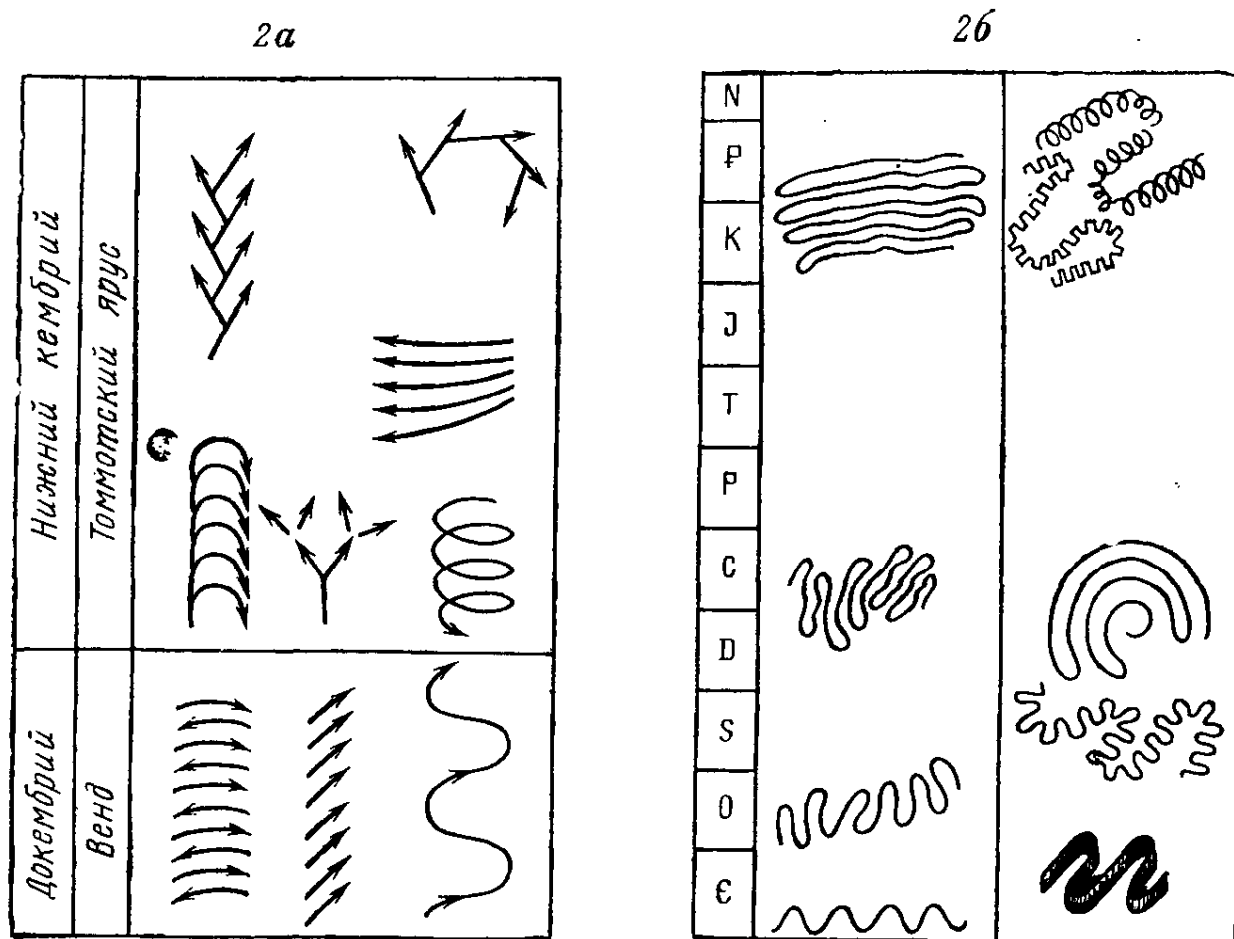 2а
Нижний кембрий
Томмотский ярус
Докембрий
Венд
2б
N
₽
K
J
T
P
C
D
S
O
Є